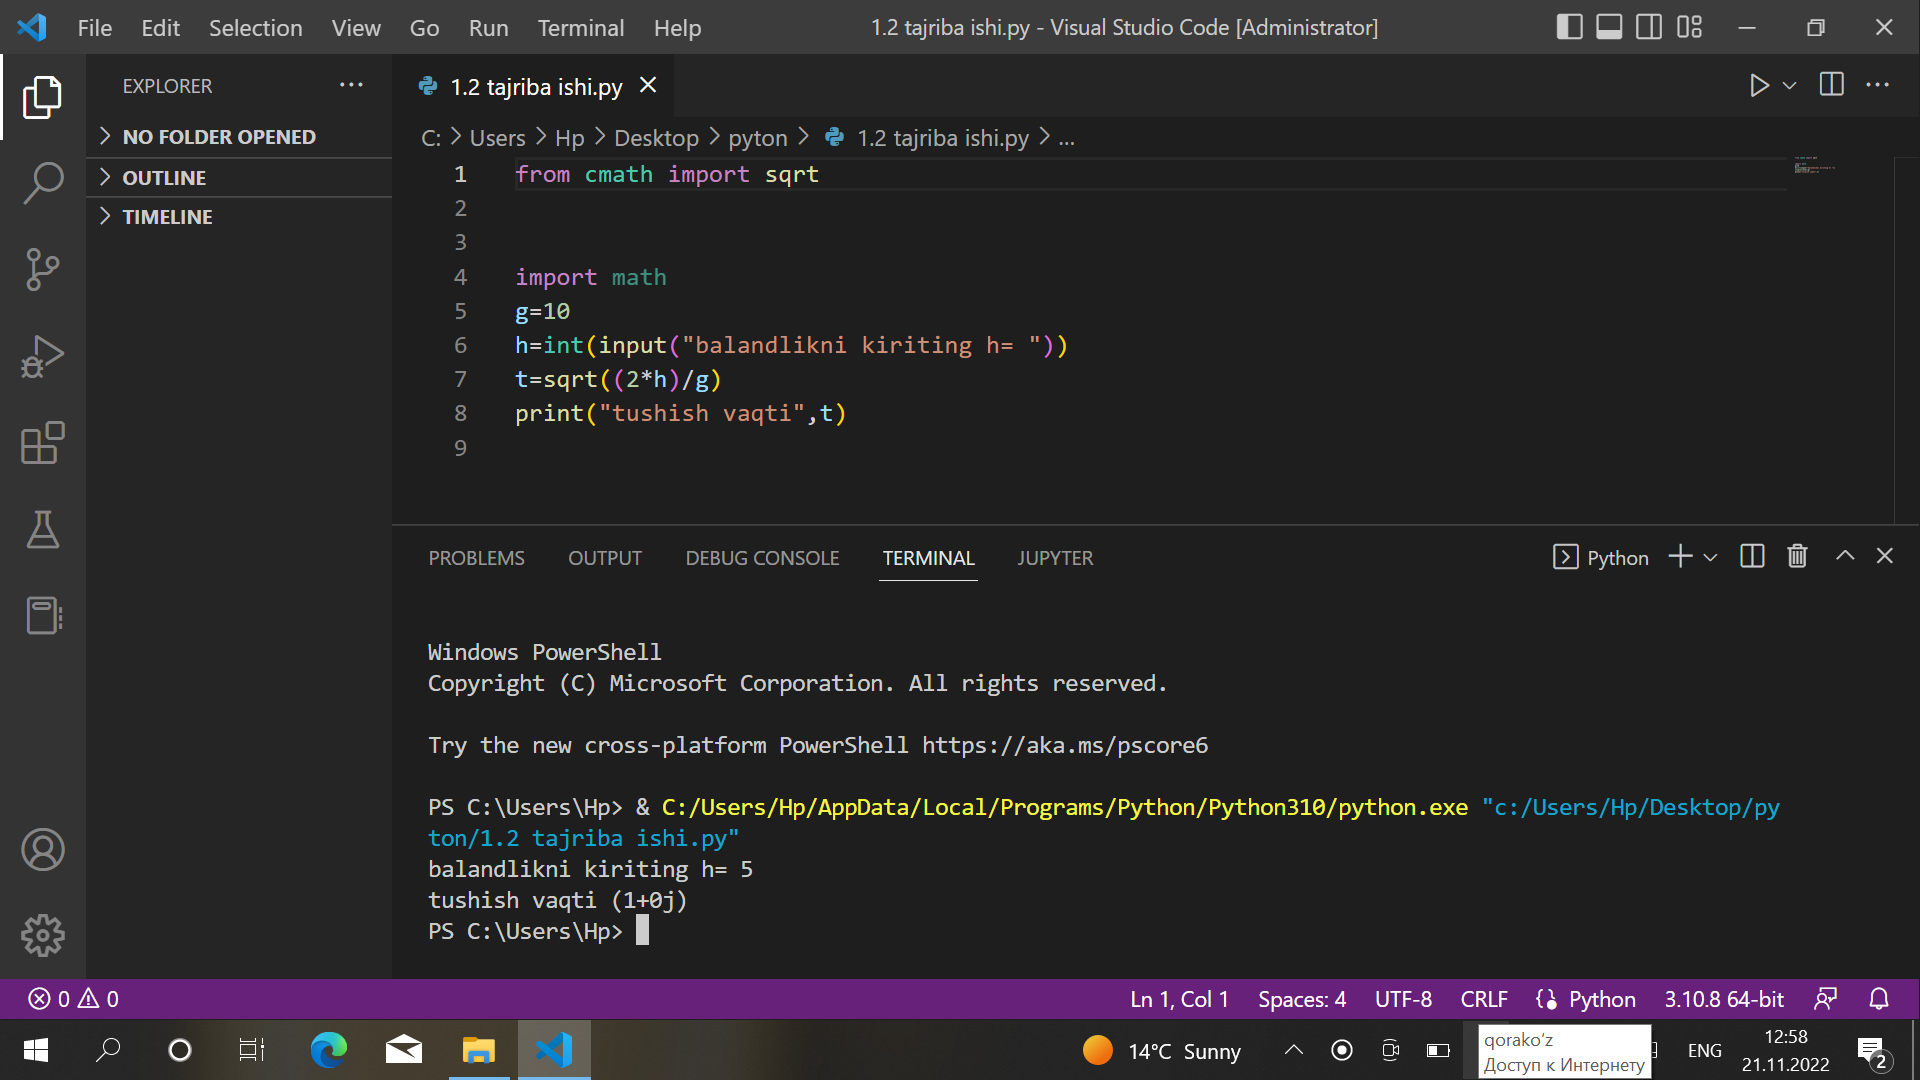 File Edit Selection View Go Run Terminal Help 1.2 tajriba ishi.py - Visual Studio Code [Administrator]
EXPLORER
NO FOLDER OPENED
OUTLINE
TIMELINE
1.2 tajriba ishi.py
C: > Users > Hp > Desktop > pyton > 1.2 tajriba ishi.py > ...
1 from cmath import sqrt
2
3
4 import math
5 g=10
6 h=int(input("balandlikni kiriting h= "))
7 t=sqrt((2*h)/g)
8 print("tushish vaqti",t)
9
PROBLEMS OUTPUT DEBUG CONSOLE TERMINAL JUPYTER Python
Windows PowerShell
Copyright (C) Microsoft Corporation. All rights reserved.
Try the new cross-platform PowerShell https://aka.ms/pscore6
PS C:\Users\Hp> & C:/Users/Hp/AppData/Local/Programs/Python/Python310/python.exe "c:/Users/Hp/Desktop/py
ton/1.2 tajriba ishi.py"
balandlikni kiriting h= 5
tushish vaqti (1+0j)
PS C:\Users\Hp>
0 0 Ln 1, Col 1 Spaces: 4 UTF-8 CRLF Python 3.10.8 64-bit
14°C Sunny
qorako‘z
Доступ к Интернету
ENG
12:58
21.11.2022
2